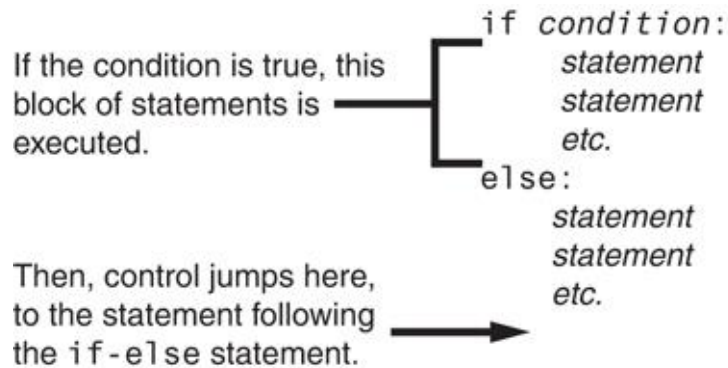 If the condition is true, this
block of statements is
executed.
if condition:
statement
statement
etc.
else:
statement
statement
etc.
Then, control jumps here,
to the statement following
the if-else statement.